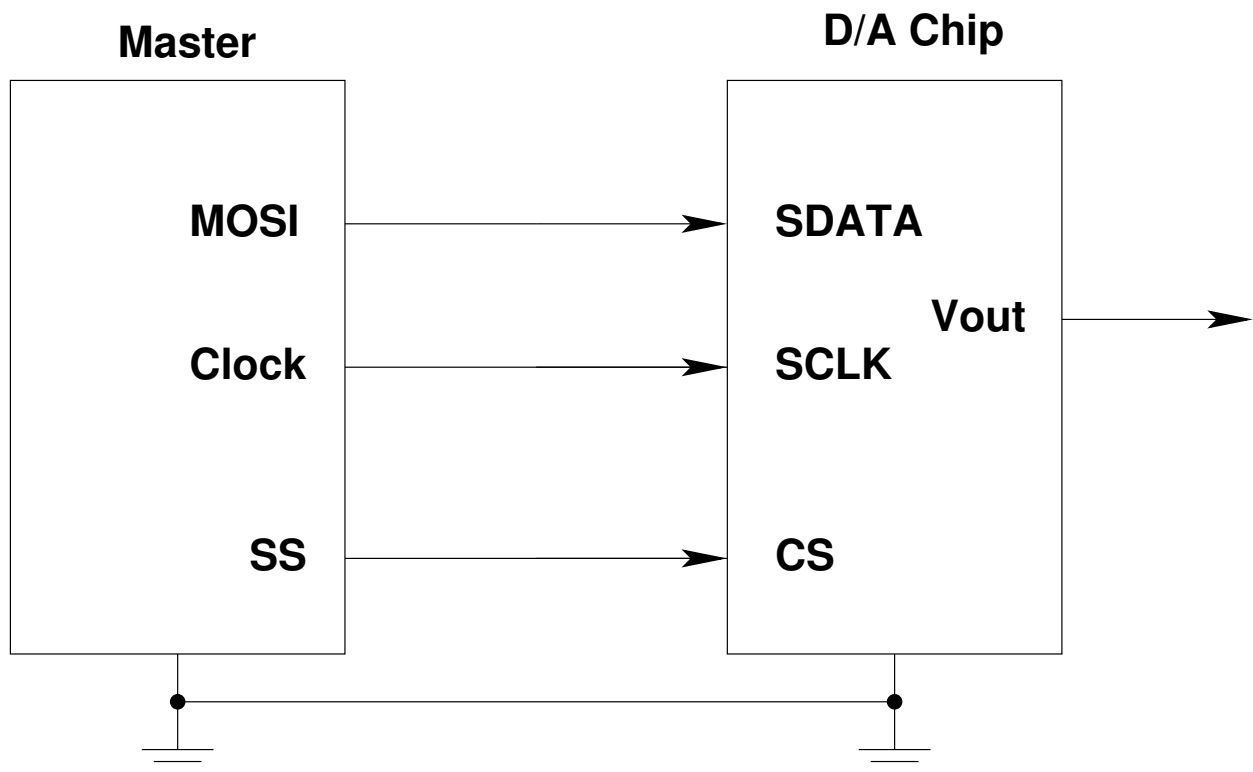 Master
D/A Chip
MOSI
SDATA
Vout
Clock
SCLK
SS
CS